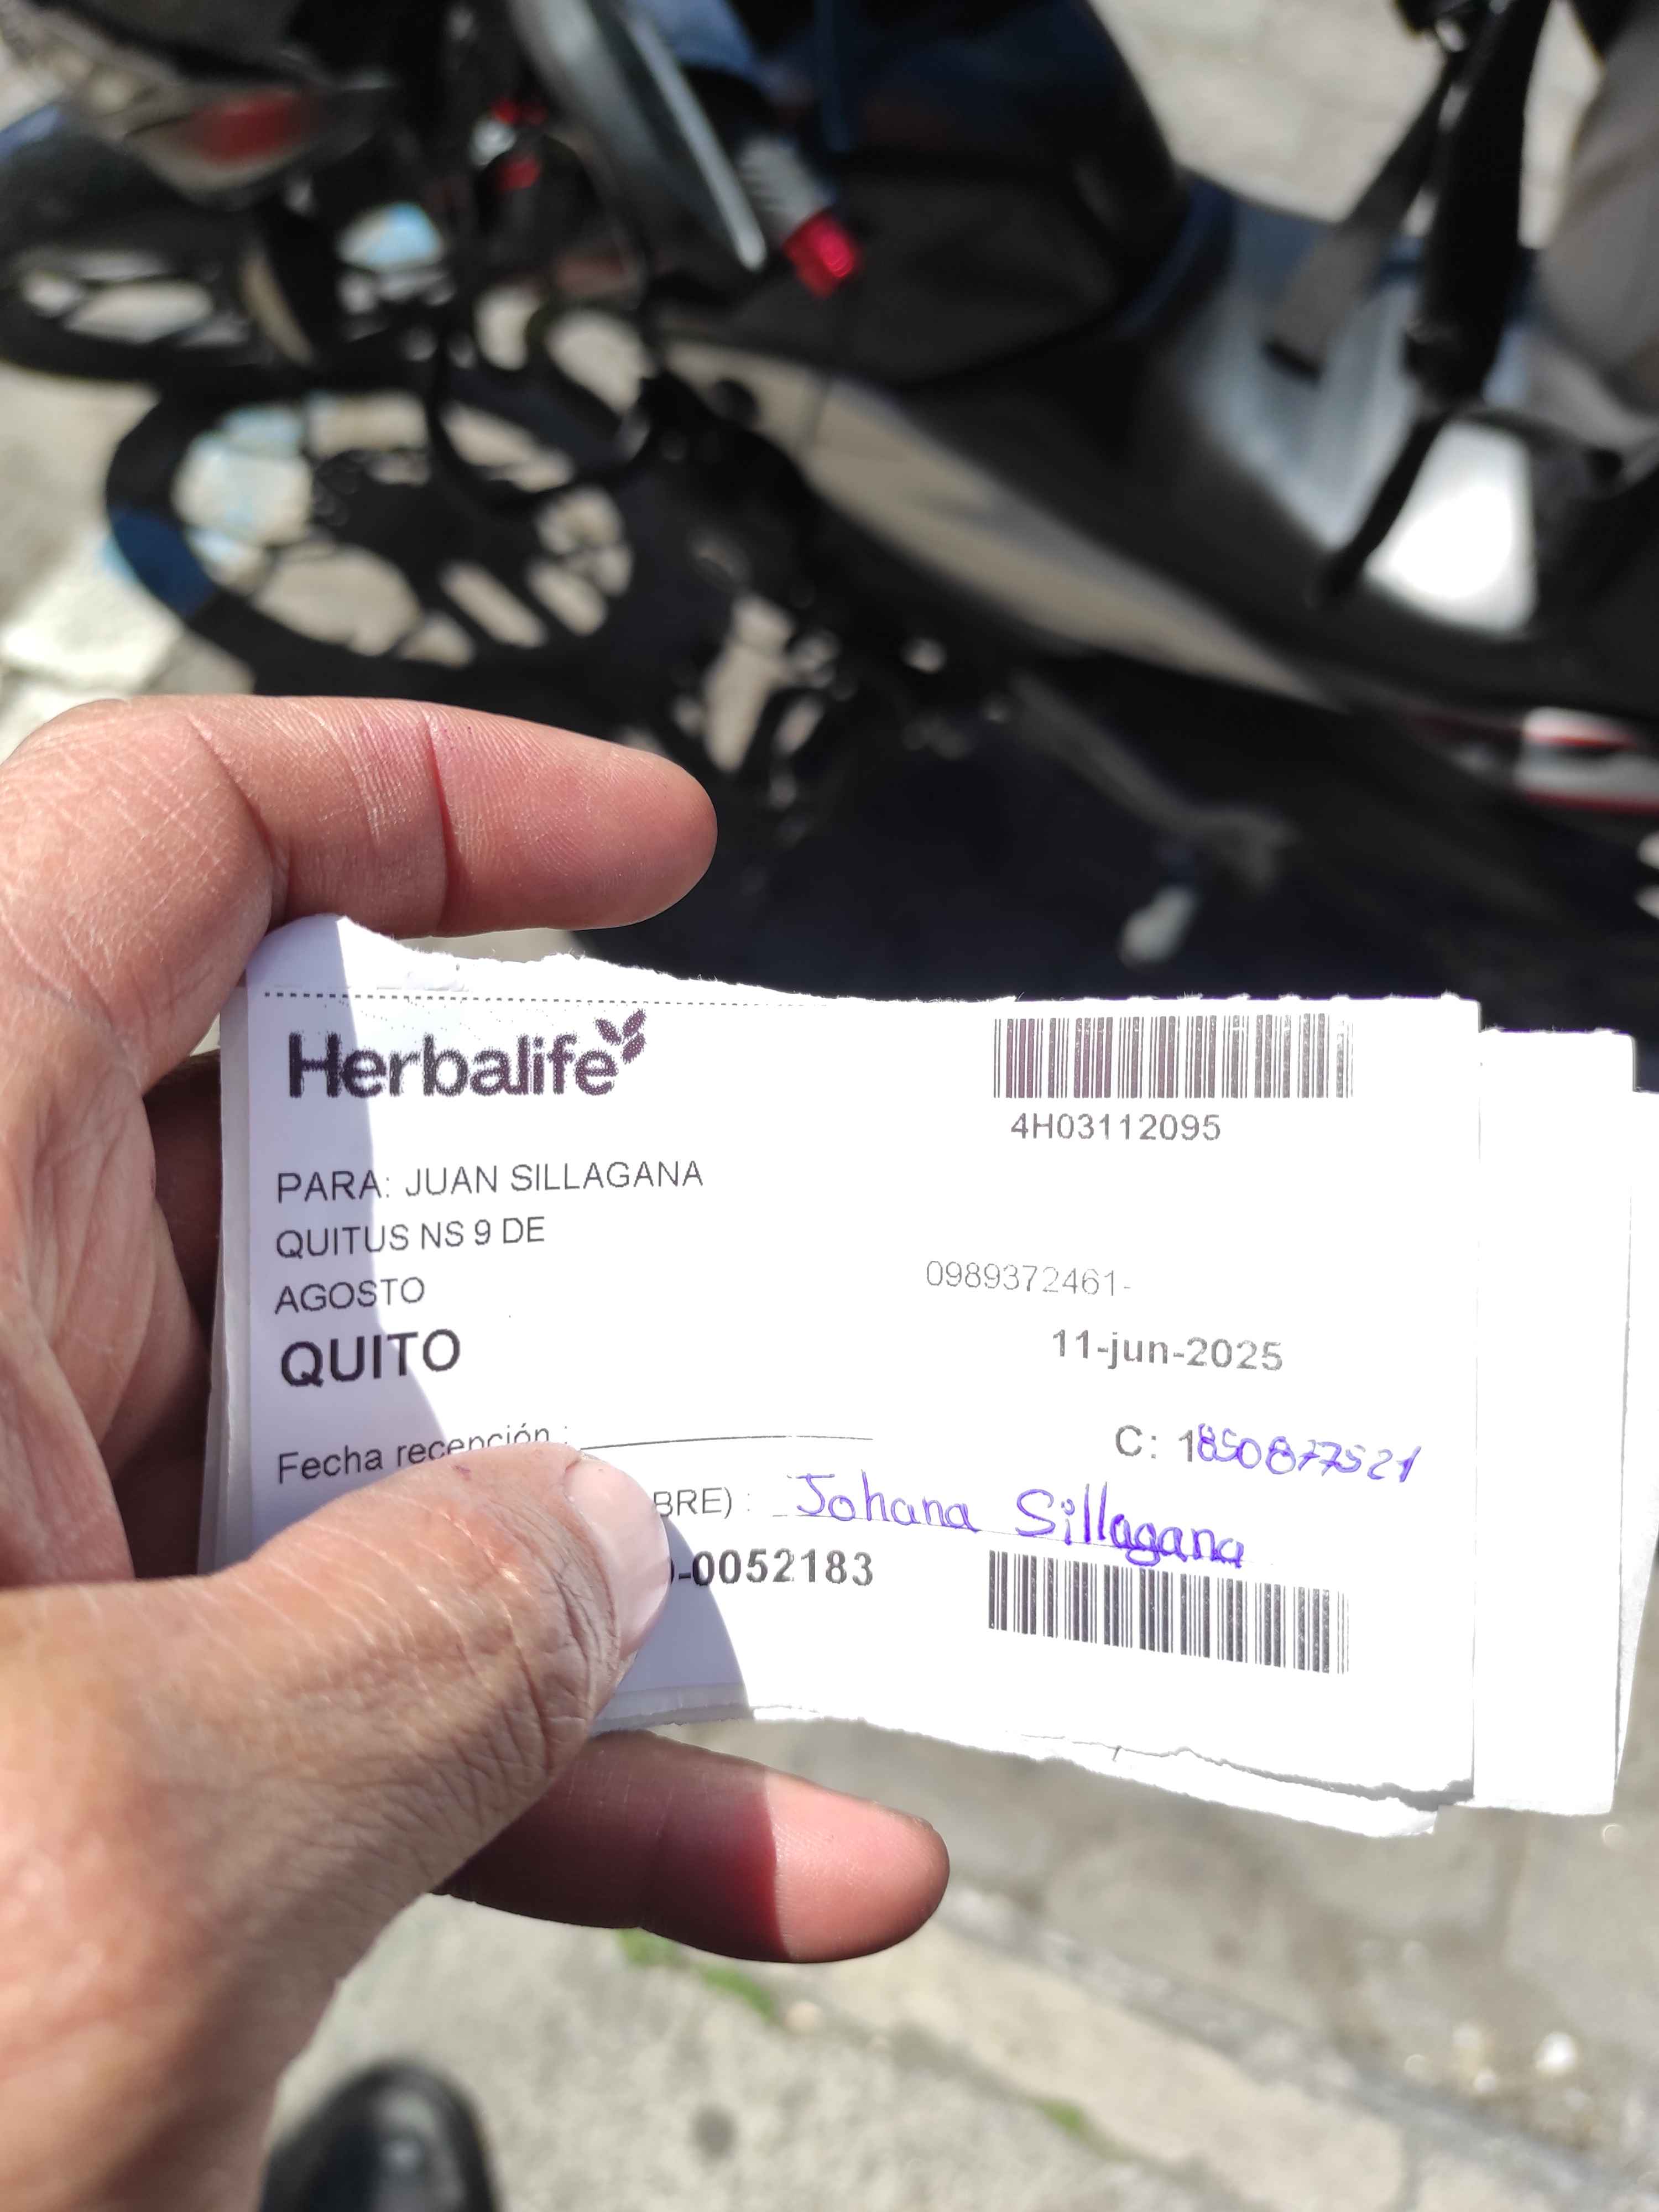 Herbalife
4H03112095
PARA: JUAN SILLAGANA
QUITUS NS 9 DE
AGOSTO
0989372461-
QUITO
11-jun-2025
Fecha recepción :
C: 1850877521
BRE) : Johana Sillagana
-0052183